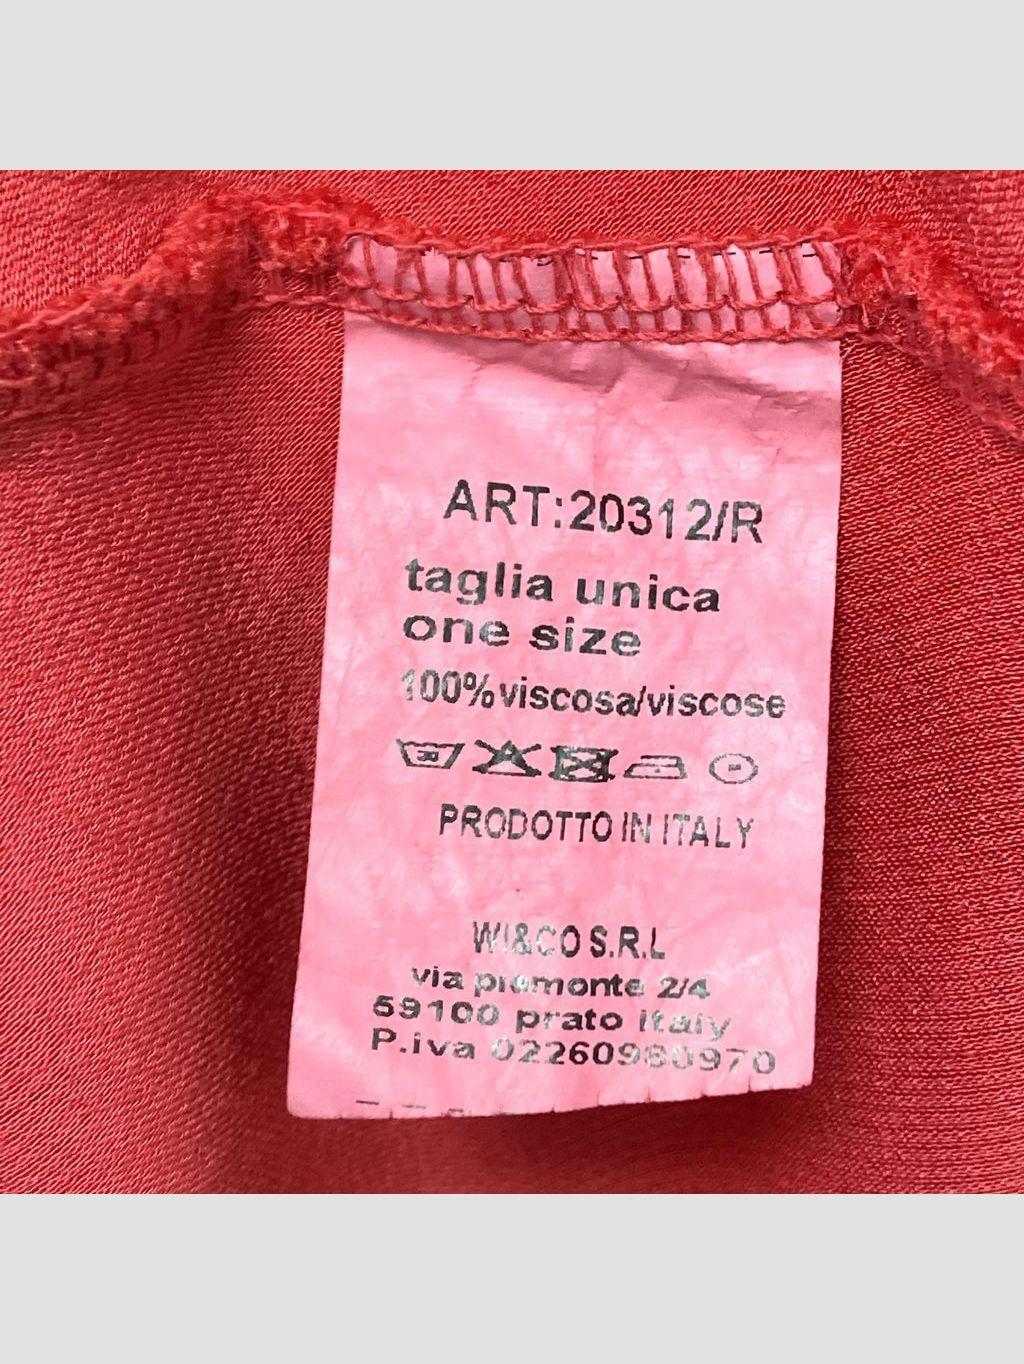 ART:20312/R
taglia unica
one size
100%viscosa/viscose
30
PRODOTTO IN ITALY
WI&CO S.R.L
via piemonte 2/4
59100 prato italy
P.iva 02260980970